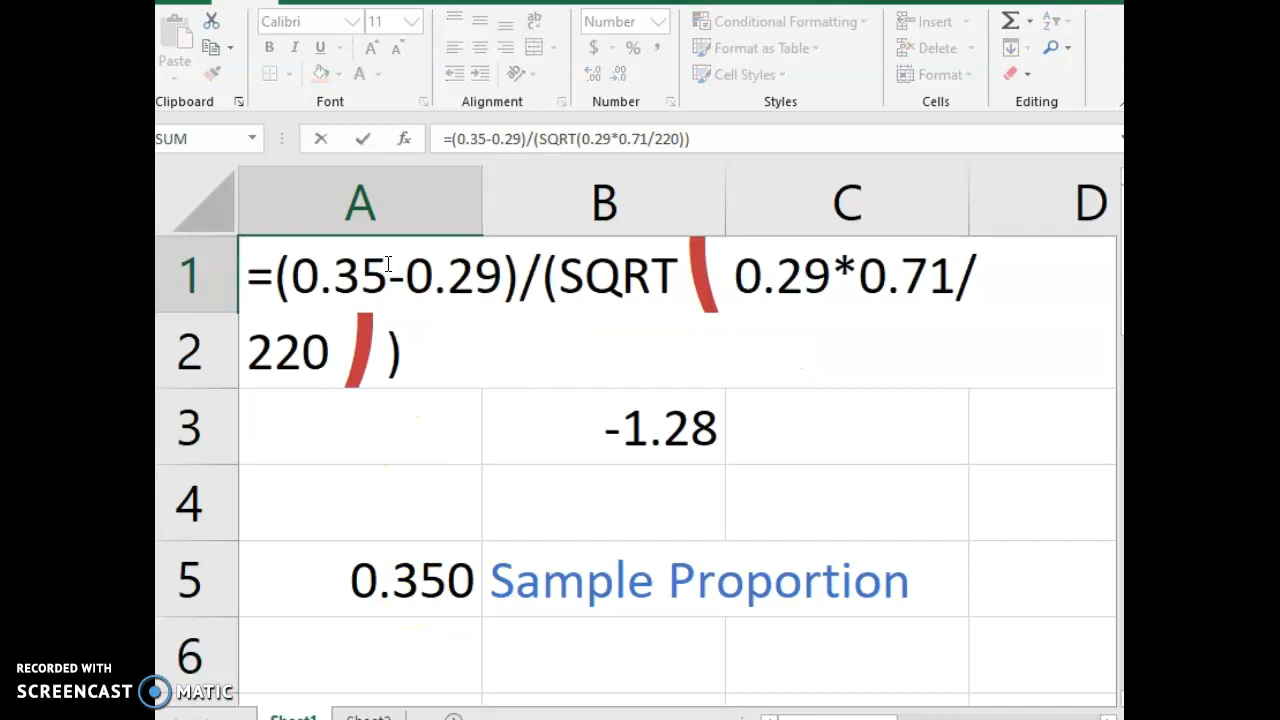 Calibri 11 Number Conditional Formatting Insert
B I U $ % , Format as Table Delete
Paste Cell Styles Format
Clipboard Font Alignment Number Styles Cells Editing
SUM fx =(0.35-0.29)/(SQRT(0.29*0.71/220))
A B C D
1 =(0.35-0.29)/(SQRT(0.29*0.71/
2 220))
3 -1.28
4
5 0.350 Sample Proportion
6
RECORDED WITH
SCREENCAST MATIC
Sheet1 Sheet2